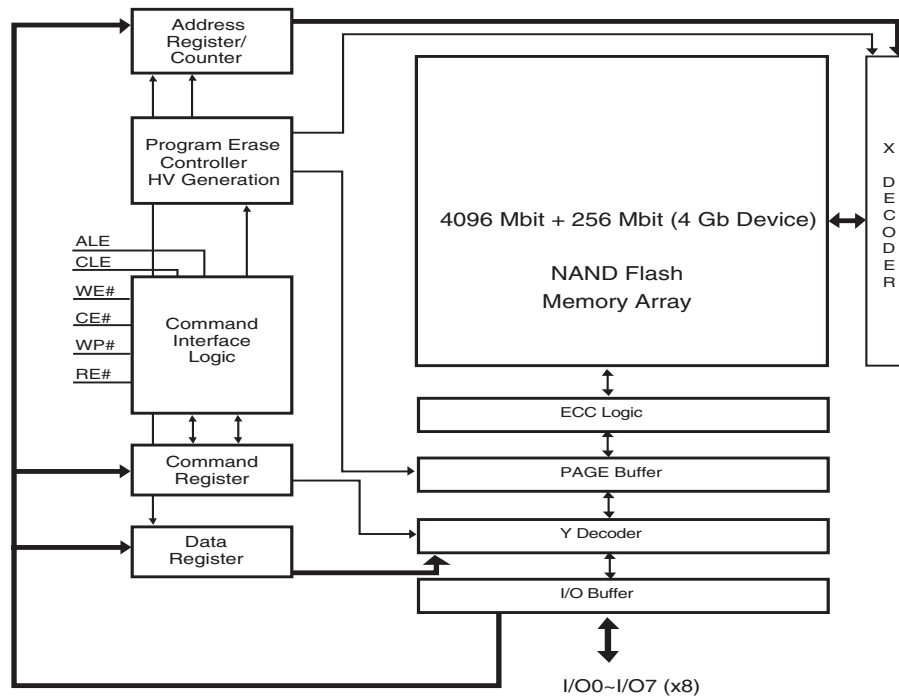 Address
Register/
Counter
Program Erase
Controller
HV Generation
ALE
CLE
WE#
CE#
WP#
RE#
Command
Interface
Logic
Command
Register
Data
Register
4096 Mbit + 256 Mbit (4 Gb Device)
NAND Flash
Memory Array
X
DECODER
ECC Logic
PAGE Buffer
Y Decoder
I/O Buffer
I/O0~I/O7 (x8)